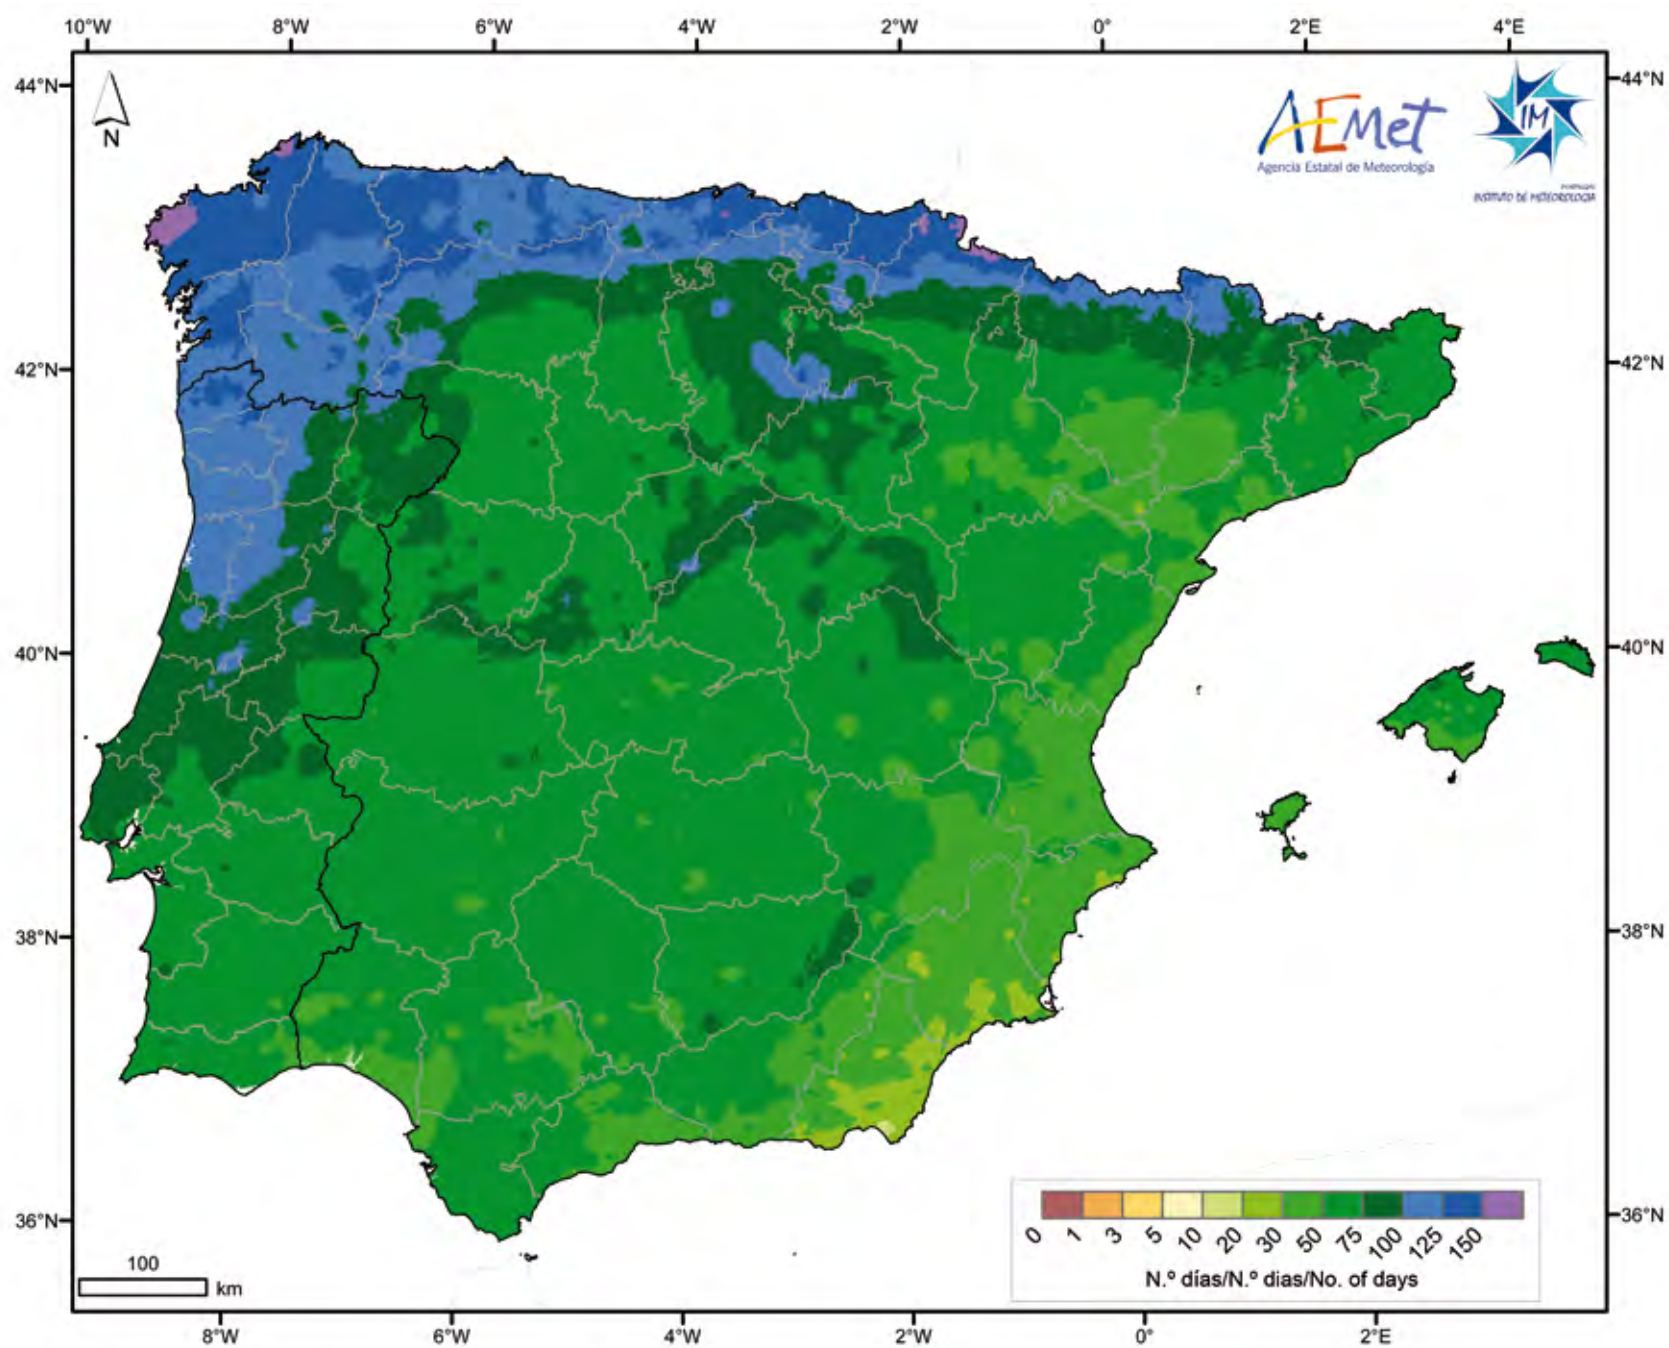 10°W 8°W 6°W 4°W 2°W 0° 2°E 4°E
44°N 44°N
N
AEMet
Agencia Estatal de Meteorología
IM
PORTUGAL
INSTITUTO DE METEOROLOGIA
42°N 42°N
40°N 40°N
38°N 38°N
36°N 36°N
0 1 3 5 10 20 30 50 75 100 125 150
N.º días/N.º dias/No. of days
100
km
8°W 6°W 4°W 2°W 0° 2°E